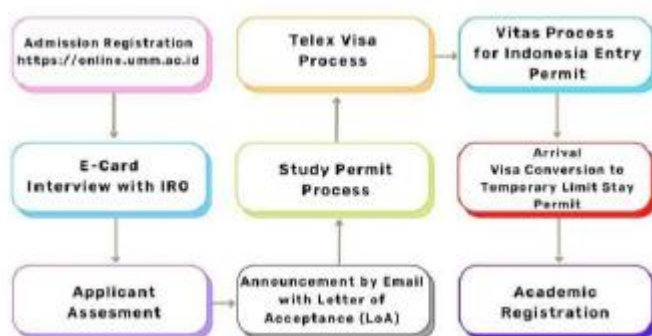 Admission Registration
https://online.umm.ac.id
E-Card
Interview with IRO
Applicant
Assesment
Announcement by Email
with Letter of
Acceptance (LoA)
Study Permit
Process
Telex Visa
Process
Vitas Process
for Indonesia Entry
Permit
Arrival
Visa Conversion to
Temporary Limit Stay
Permit
Academic
Registration